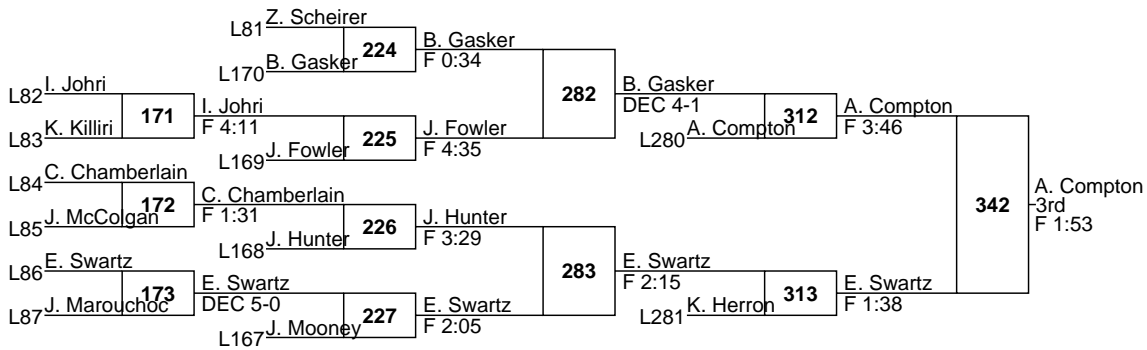 Z. Scheirer
L81
224
B. Gasker
F 0:34
B. Gasker
L170
I. Johri
L82
171
I. Johri
F 4:11
K. Killiri
L83
225
J. Fowler
F 4:35
J. Fowler
L169
282
B. Gasker
DEC 4-1
312
A. Compton
L280
A. Compton
F 3:46
C. Chamberlain
L84
172
C. Chamberlain
F 1:31
J. McColgan
L85
226
J. Hunter
F 3:29
J. Hunter
L168
E. Swartz
L86
173
E. Swartz
DEC 5-0
J. Marouchoc
L87
227
E. Swartz
F 2:05
J. Mooney
L167
283
E. Swartz
F 2:15
313
K. Herron
L281
E. Swartz
F 1:38
342
A. Compton
3rd
F 1:53